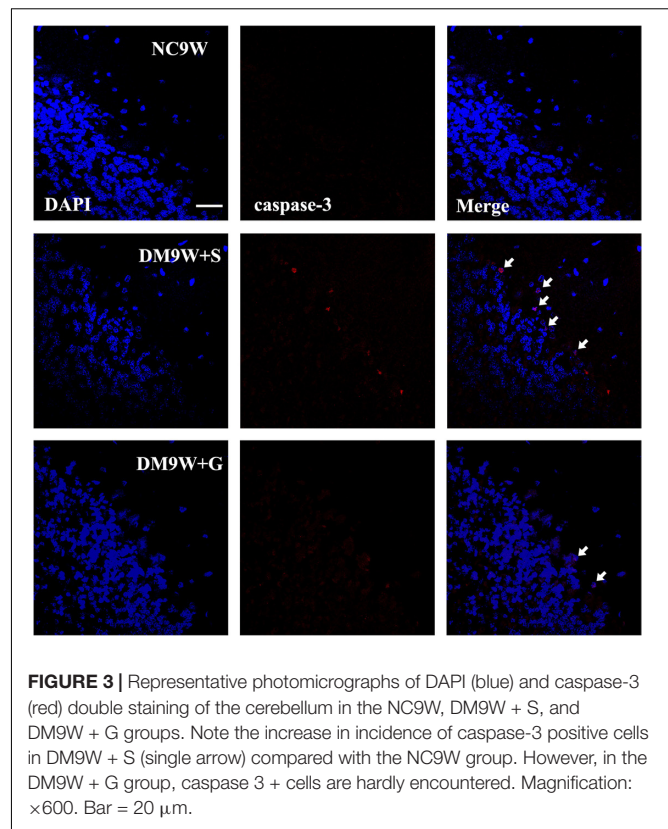 NC9W
DAPI
caspase-3
Merge
DM9W+S
DM9W+G
FIGURE 3 | Representative photomicrographs of DAPI (blue) and caspase-3
(red) double staining of the cerebellum in the NC9W, DM9W + S, and
DM9W + G groups. Note the increase in incidence of caspase-3 positive cells
in DM9W + S (single arrow) compared with the NC9W group. However, in the
DM9W + G group, caspase 3 + cells are hardly encountered. Magnification:
×600. Bar = 20 μm.